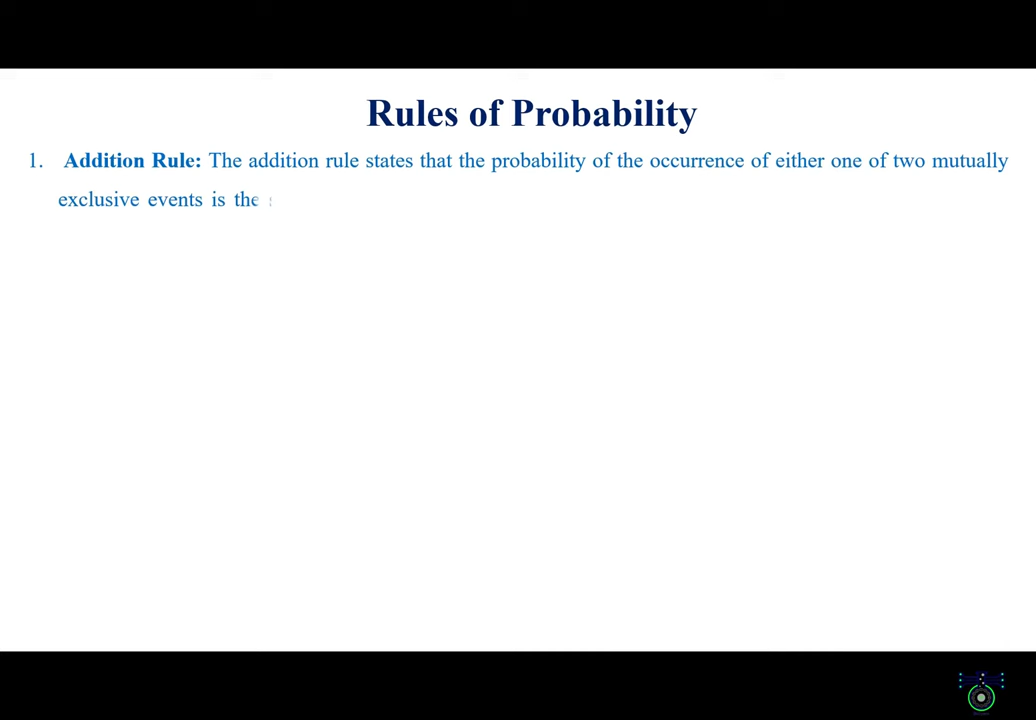 Rules of Probability
1. Addition Rule: The addition rule states that the probability of the occurrence of either one of two mutually
exclusive events is the